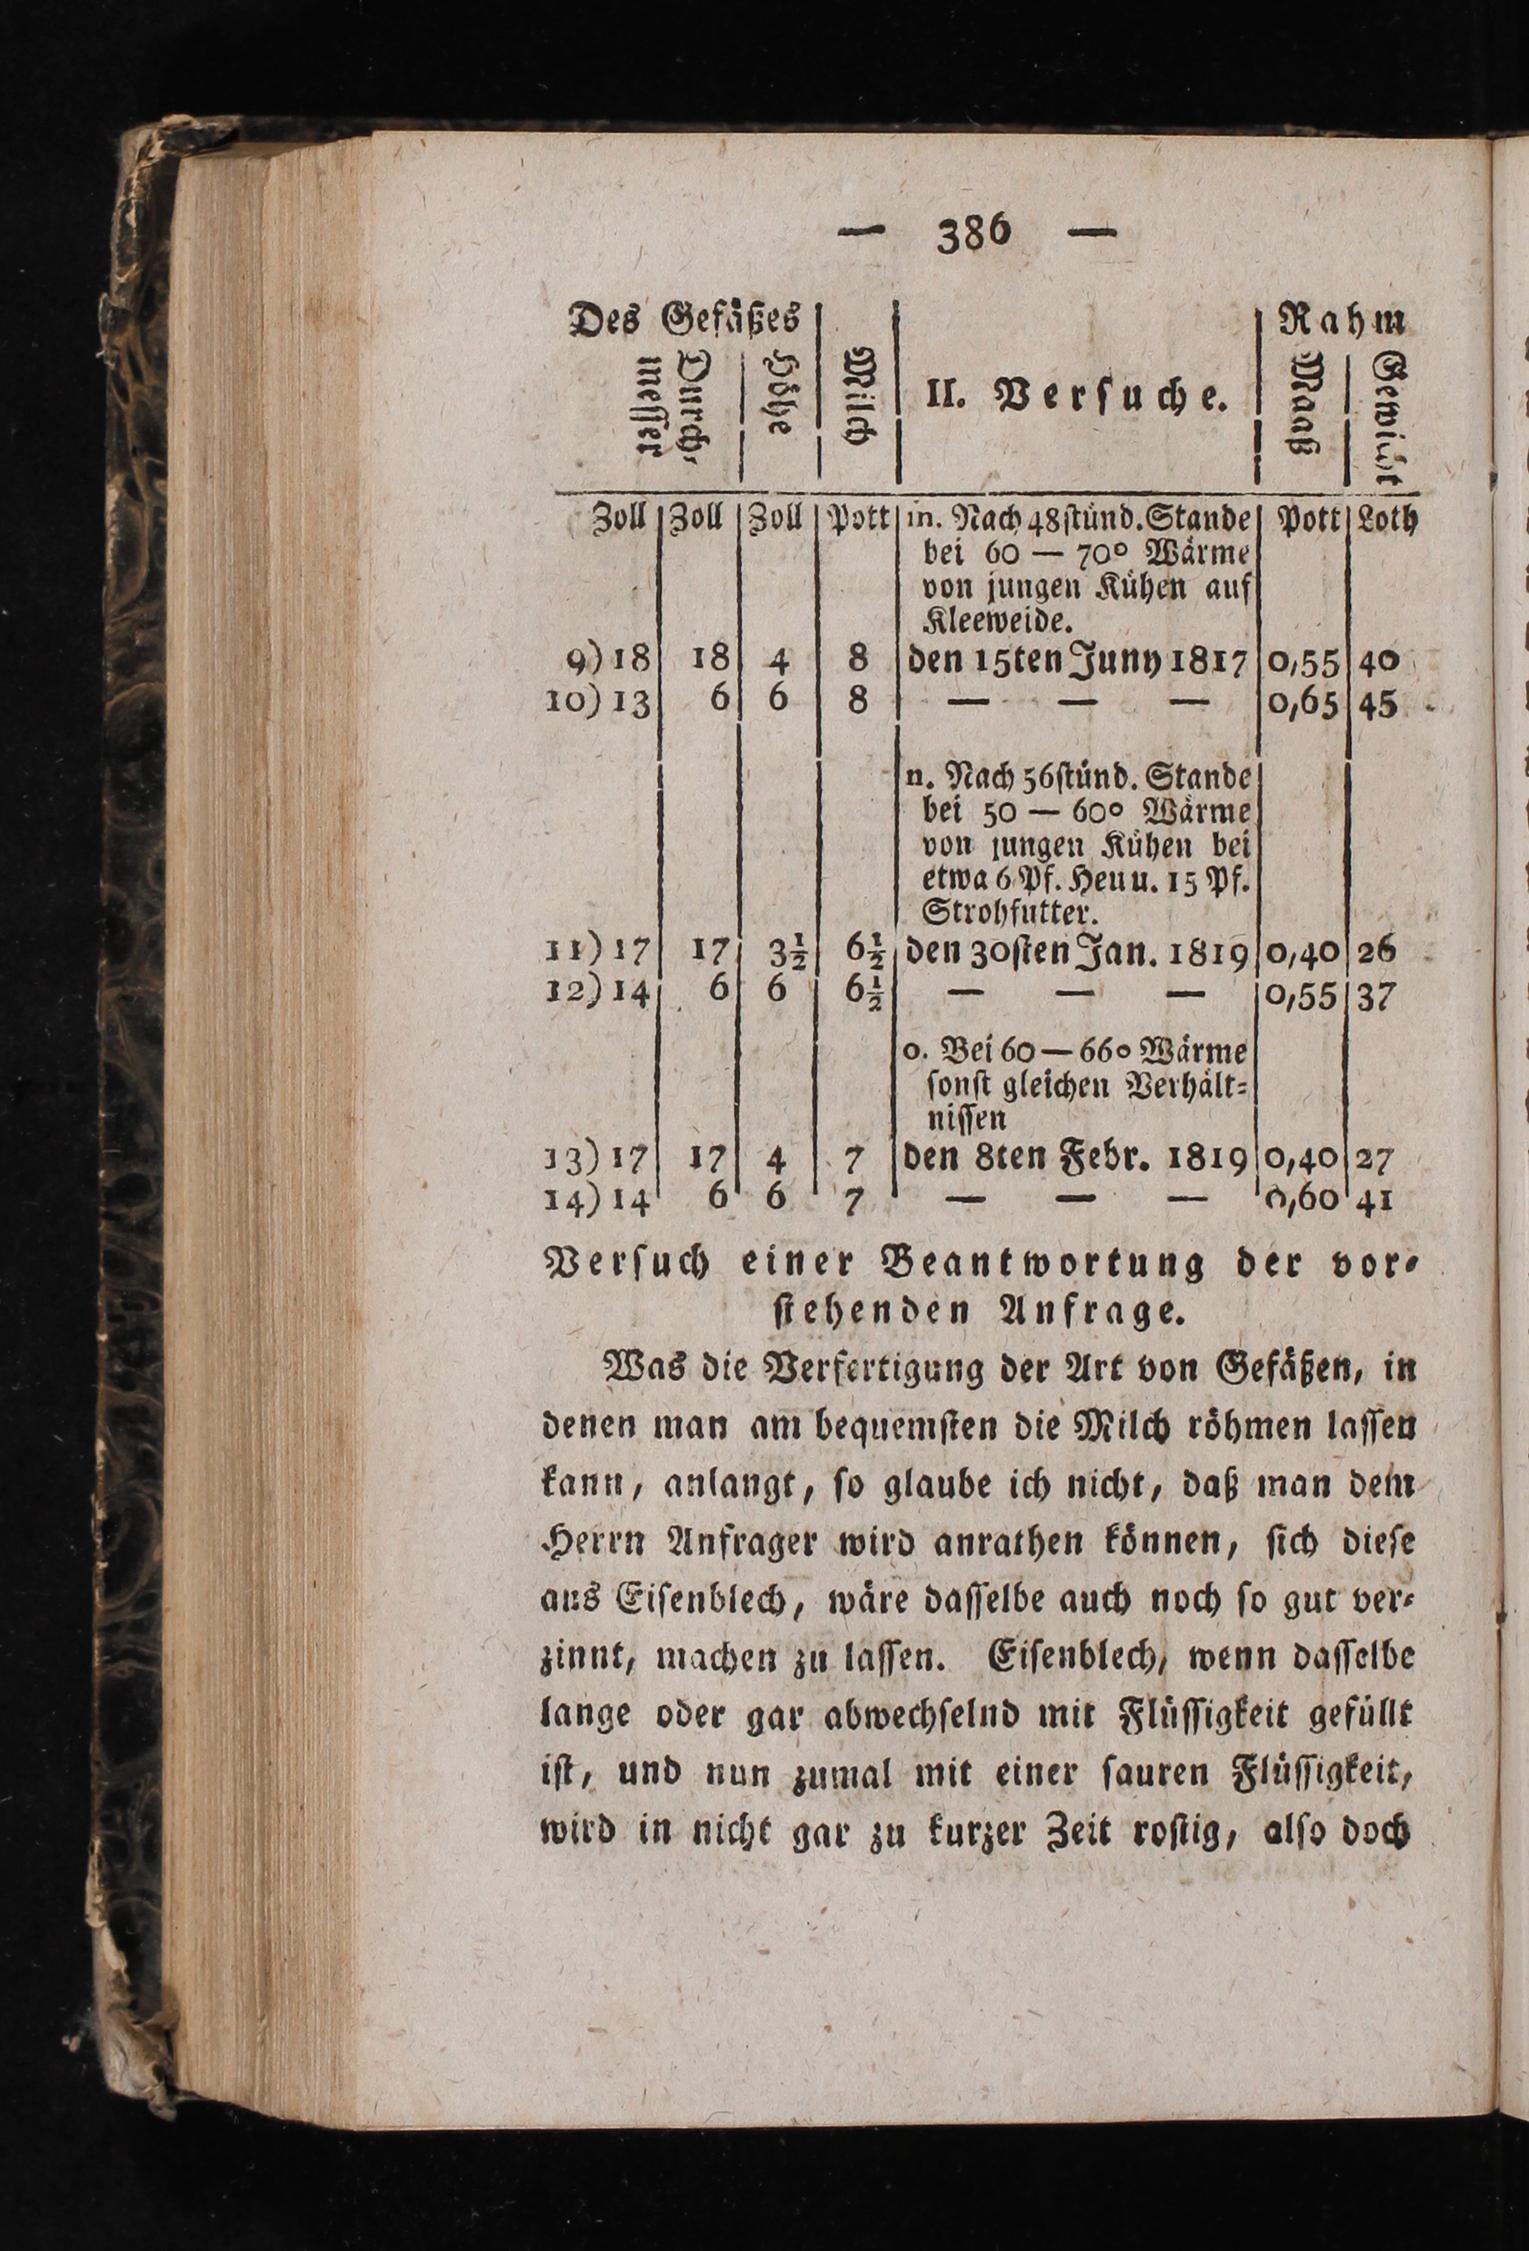 — 386 —
Des Gefäßes Rahm
Durch-
messer
Höhe
Milch
II. Versuche.
Maaß
Gewicht
Zoll Zoll Zoll Pott m. Nach 48stünd. Stande Pott Loth
bei 60 — 70° Wärme
von jungen Kühen auf
Kleeweide.
9) 18 18 4 8 den 15ten Juny 1817 0,55 40
10) 13 6 6 8 — — — 0,65 45
n. Nach 56stünd. Stande
bei 50 — 60° Wärme
von jungen Kühen bei
etwa 6 Pf. Heu u. 15 Pf.
Strohfutter.
11) 17 17 3½ 6½ den 30sten Jan. 1819 0,40 26
12) 14 6 6 6½ — — — 0,55 37
o. Bei 60 — 66° Wärme
sonst gleichen Verhält-
nissen
13) 17 17 4 7 den 8ten Febr. 1819 0,40 27
14) 14 6 6 7 — — — 0,60 41
Versuch einer Beantwortung der vor-
stehenden Anfrage.
Was die Verfertigung der Art von Gefäßen, in
denen man am bequemsten die Milch röhmen lassen
kann, anlangt, so glaube ich nicht, daß man dem
Herrn Anfrager wird anrathen können, sich diese
aus Eisenblech, wäre dasselbe auch noch so gut ver-
zinnt, machen zu lassen. Eisenblech, wenn dasselbe
lange oder gar abwechselnd mit Flüssigkeit gefüllt
ist, und nun zumal mit einer sauren Flüssigkeit,
wird in nicht gar zu kurzer Zeit rostig, also doch